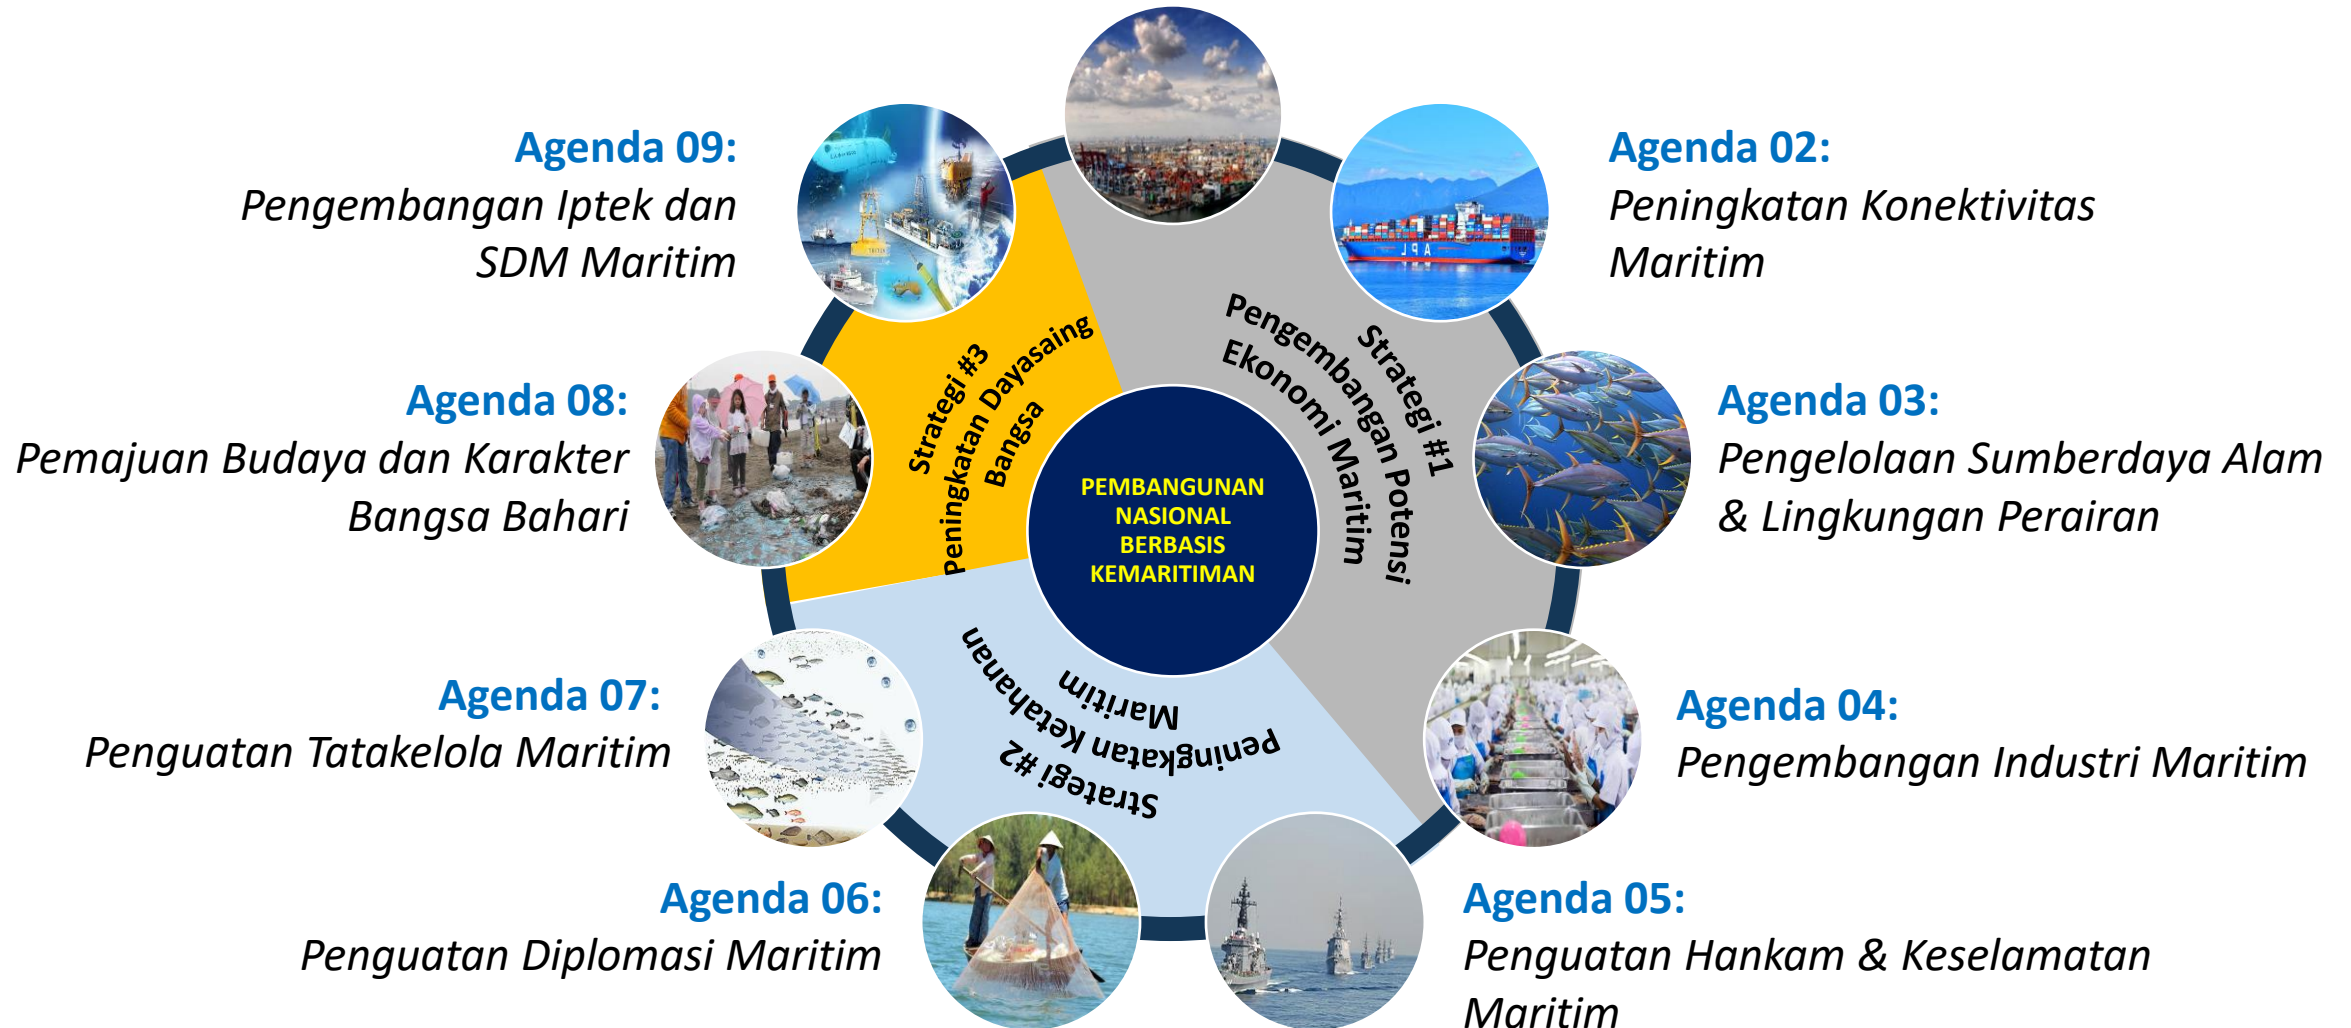 Agenda 09:
Pengembangan Iptek dan
SDM Maritim
Agenda 02:
Peningkatan Konektivitas
Maritim
Agenda 08:
Pemajuan Budaya dan Karakter
Bangsa Bahari
Agenda 03:
Pengelolaan Sumberdaya Alam
& Lingkungan Perairan
Agenda 07:
Penguatan Tatakelola Maritim
Agenda 04:
Pengembangan Industri Maritim
Agenda 06:
Penguatan Diplomasi Maritim
Agenda 05:
Penguatan Hankam & Keselamatan
Maritim
Strategi #1
Pengembangan Potensi
Ekonomi Maritim
Strategi #2
Peningkatan Ketahanan
Maritim
Strategi #3
Peningkatan Dayasaing
Bangsa
PEMBANGUNAN
NASIONAL
BERBASIS
KEMARITIMAN
APL